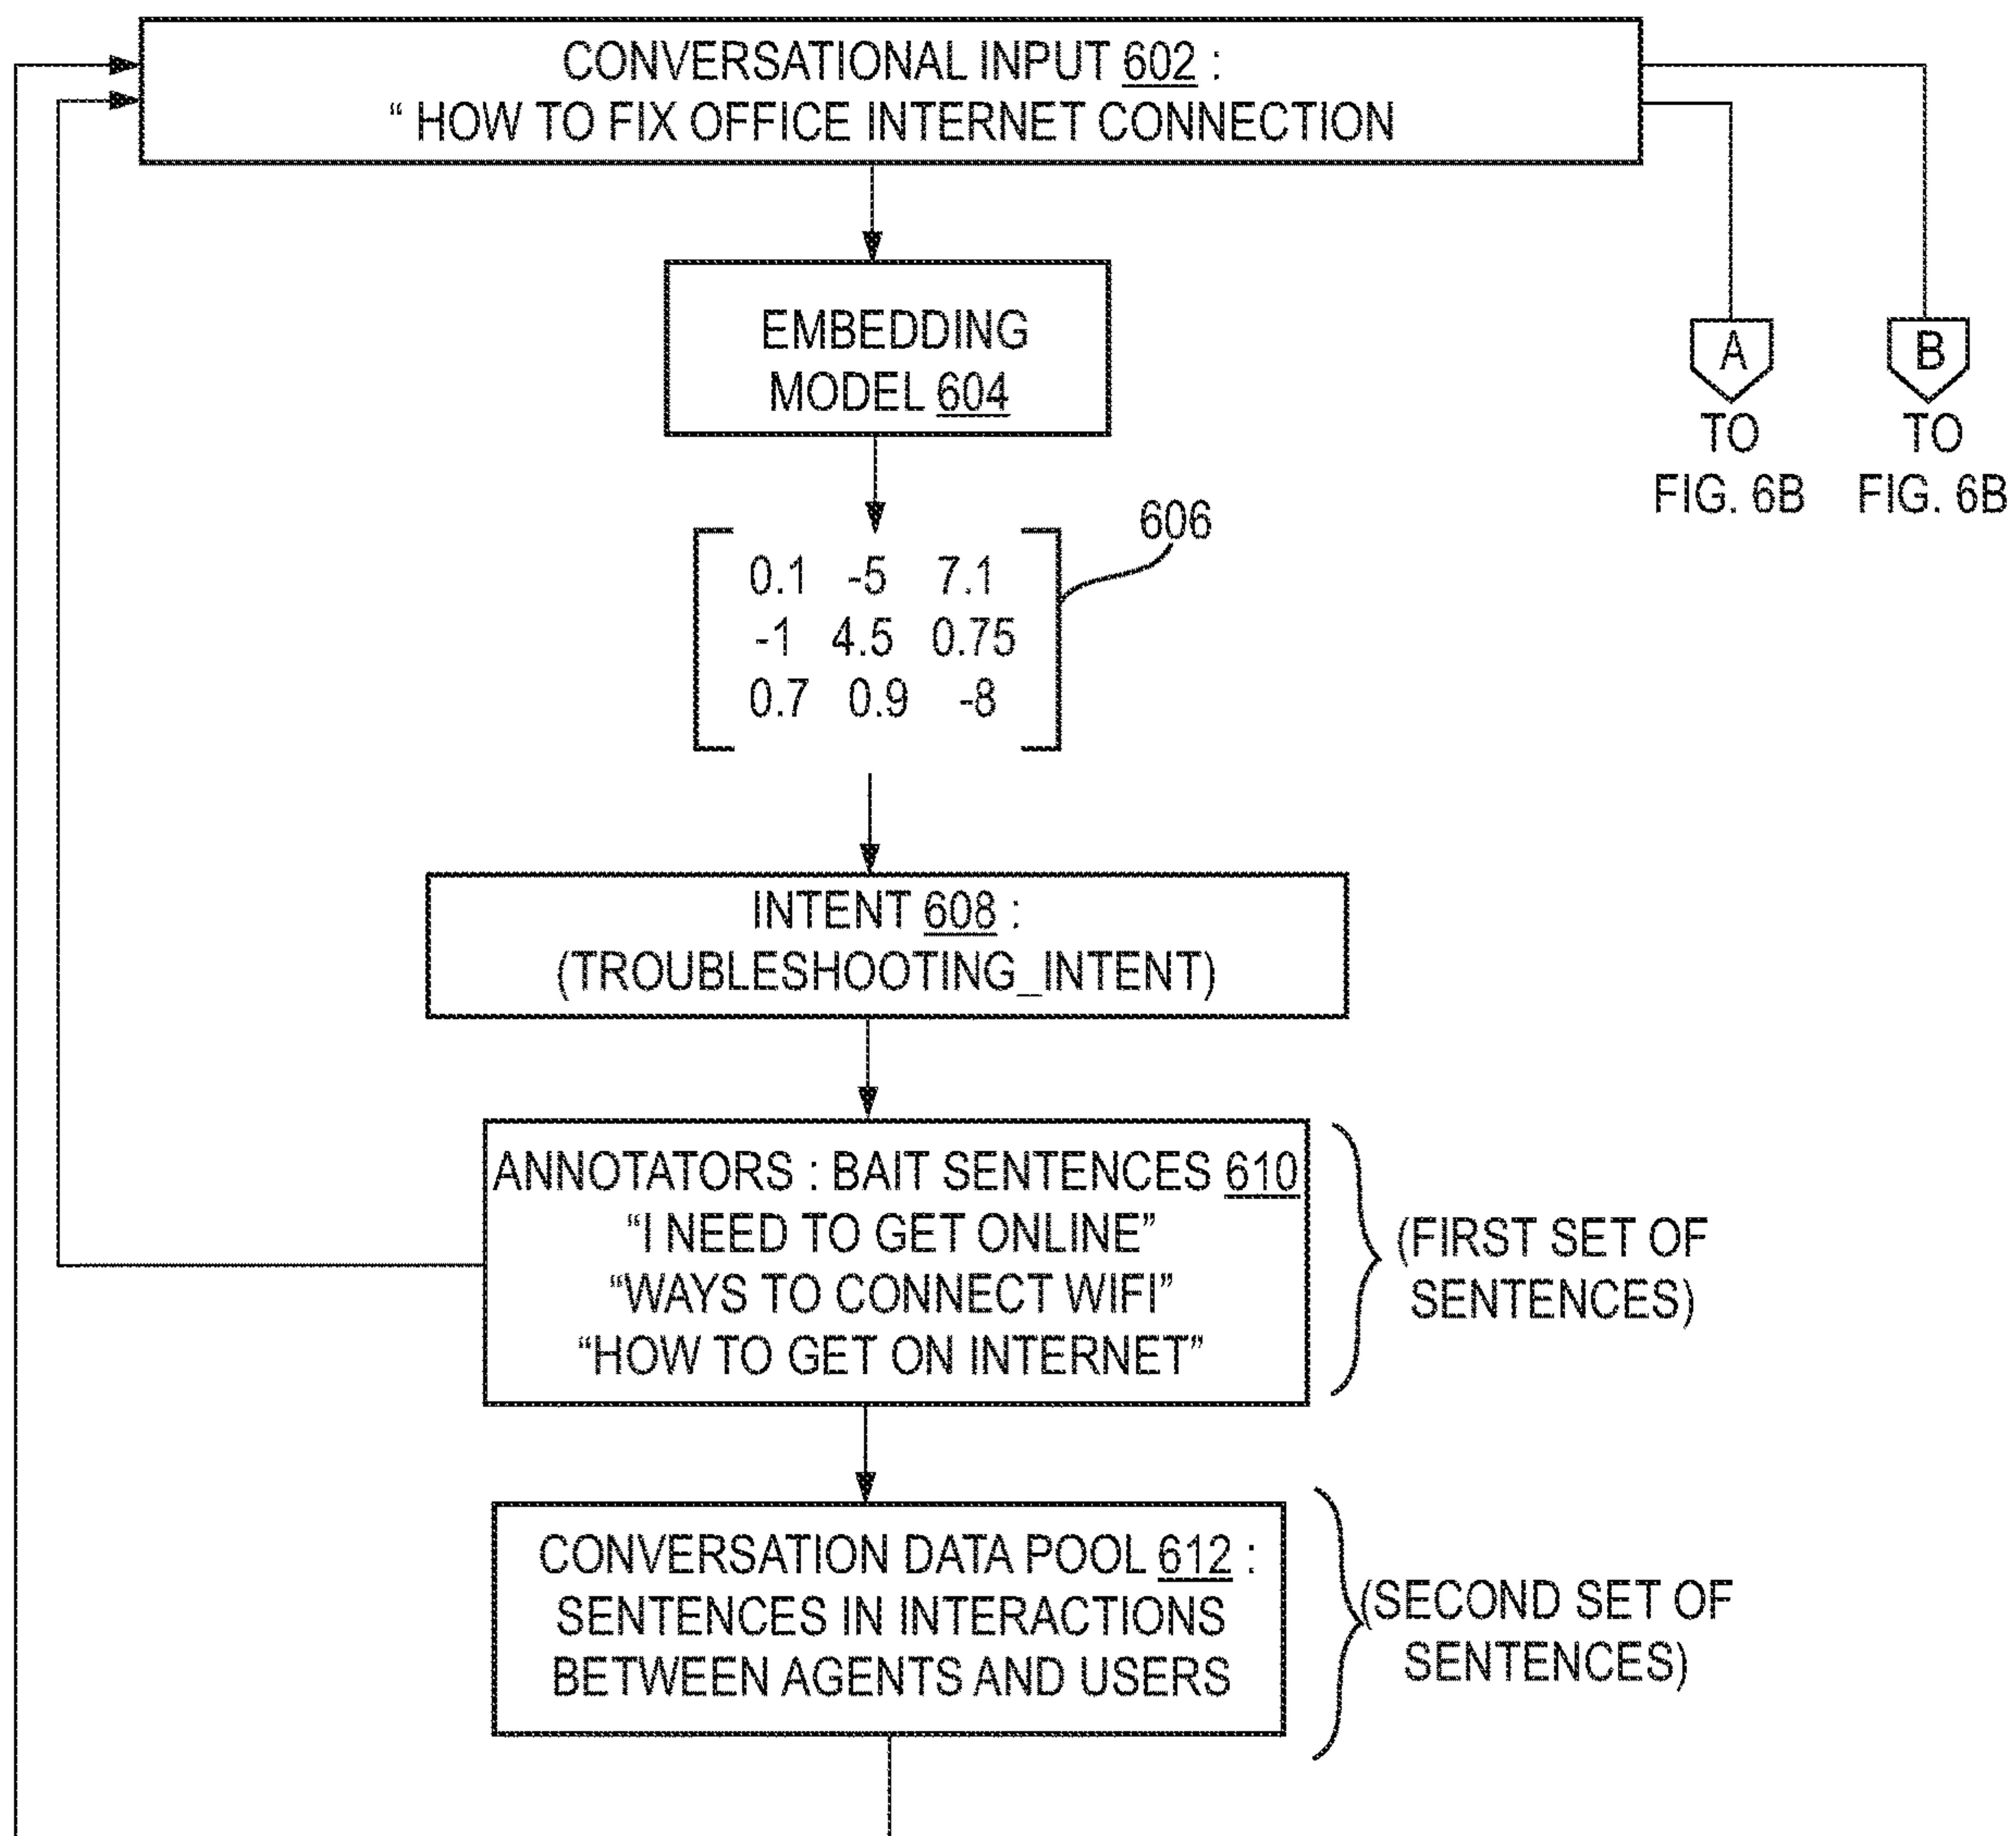 CONVERSATIONAL INPUT 602 :
“ HOW TO FIX OFFICE INTERNET CONNECTION
EMBEDDING
MODEL 604
A
TO
FIG. 6B
B
TO
FIG. 6B
606
0.1 -5 7.1
-1 4.5 0.75
0.7 0.9 -8
INTENT 608 :
(TROUBLESHOOTING_INTENT)
ANNOTATORS : BAIT SENTENCES 610
“I NEED TO GET ONLINE”
“WAYS TO CONNECT WIFI”
“HOW TO GET ON INTERNET”
(FIRST SET OF
SENTENCES)
CONVERSATION DATA POOL 612 :
SENTENCES IN INTERACTIONS
BETWEEN AGENTS AND USERS
(SECOND SET OF
SENTENCES)